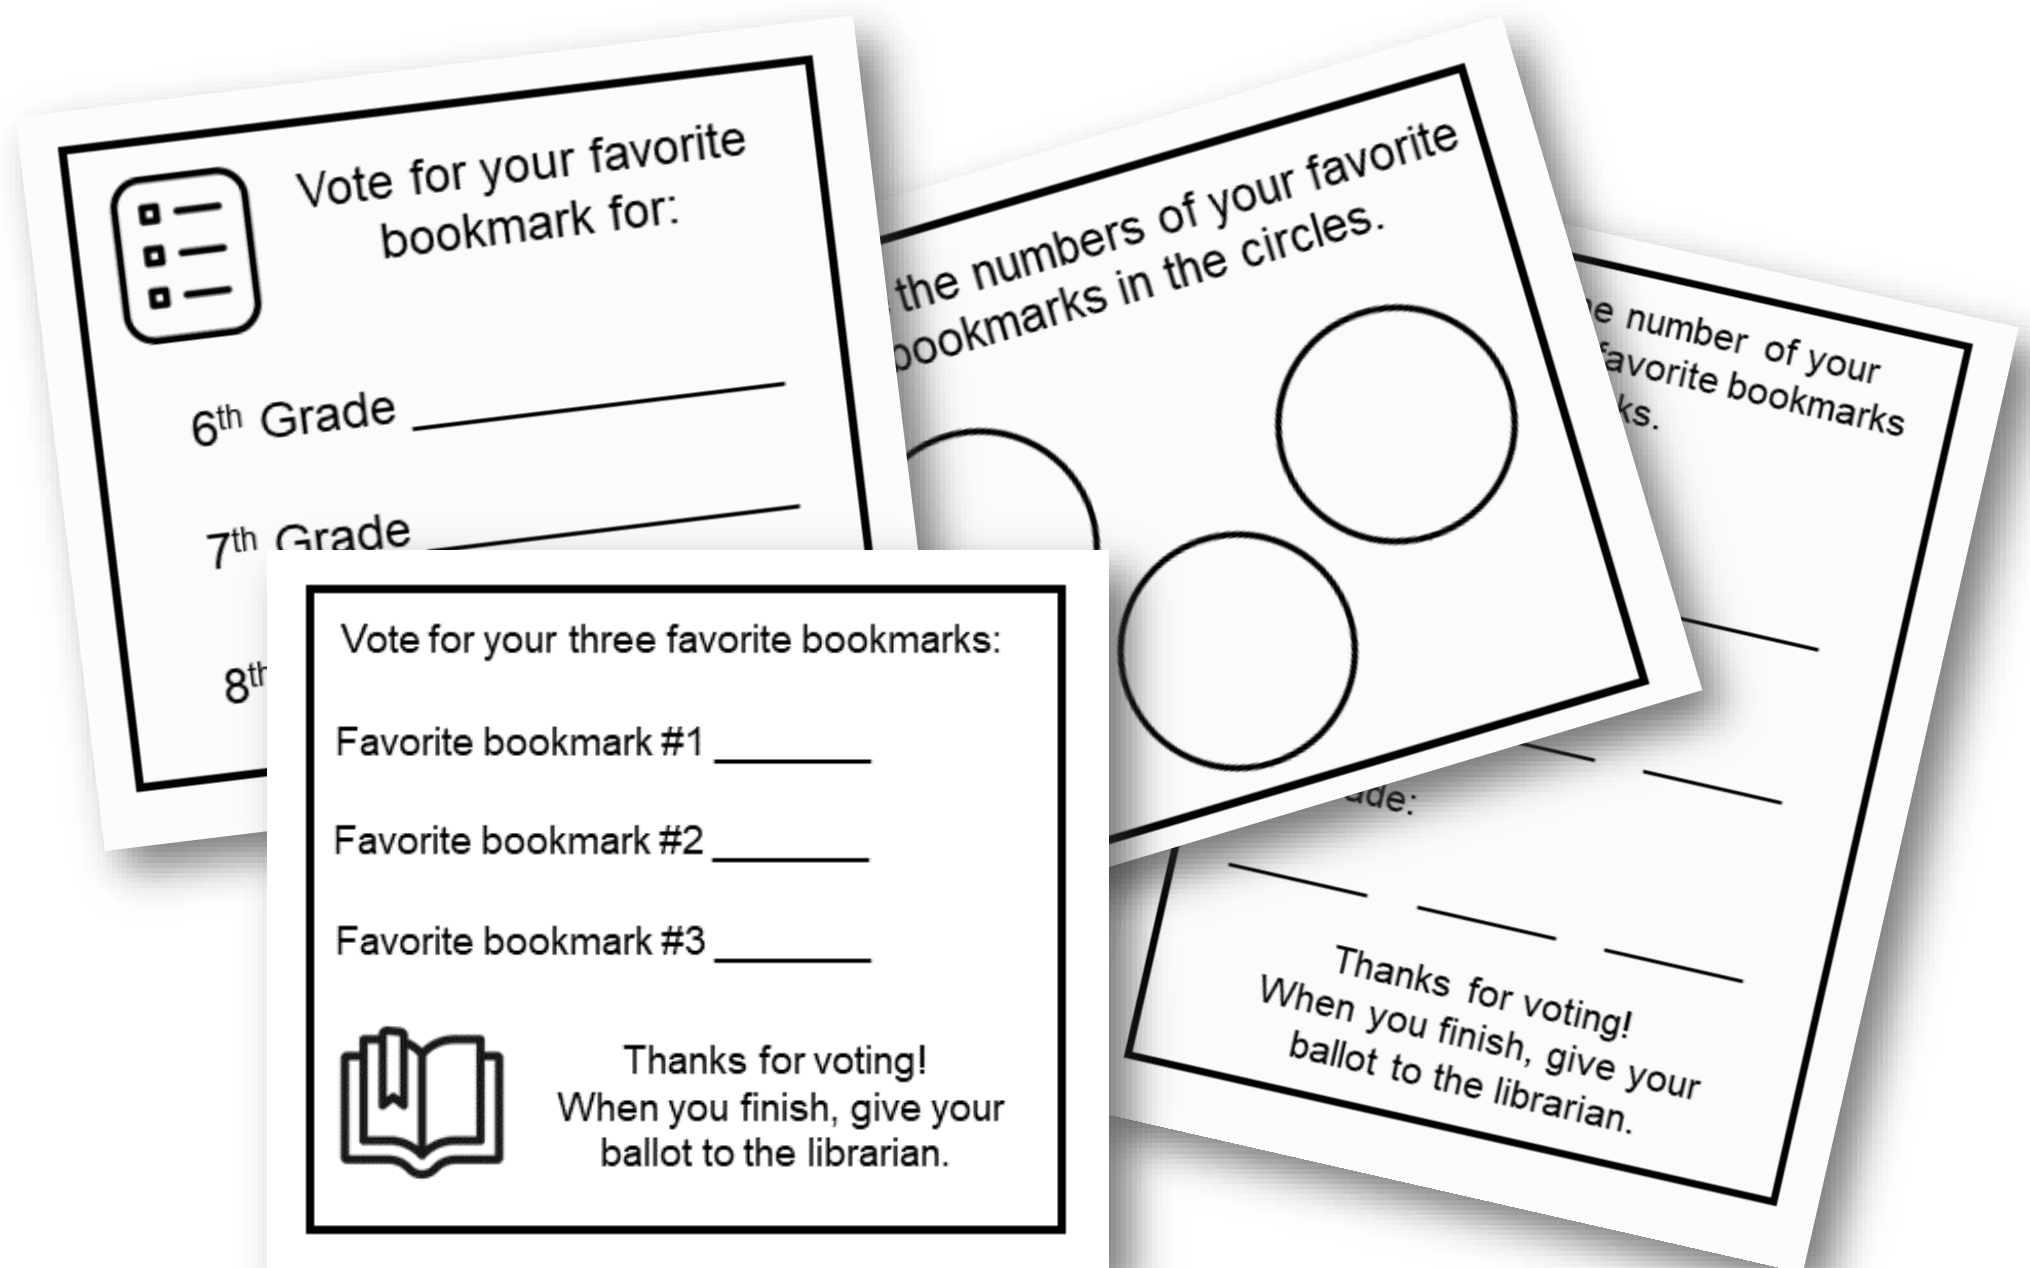 Vote for your favorite
bookmark for:
6th Grade
7th Grade
8th
the numbers of your favorite
bookmarks in the circles.
number of your
favorite bookmarks
Vote for your three favorite bookmarks:
Favorite bookmark #1
Favorite bookmark #2
Favorite bookmark #3
Thanks for voting!
When you finish, give your
ballot to the librarian.
Thanks for voting!
When you finish, give your
ballot to the librarian.